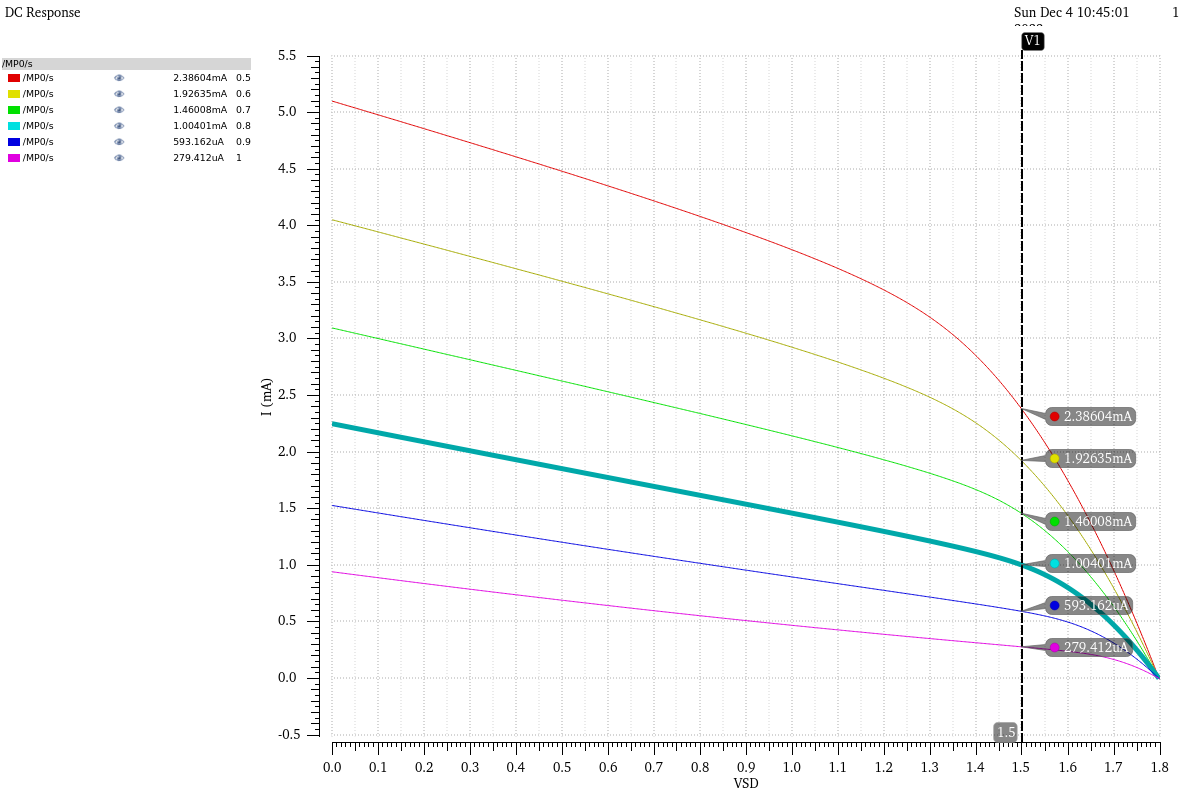 DC Response
Sun Dec 4 10:45:01
1
V1
/MP0/s
/MP0/s 2.38604mA 0.5
/MP0/s 1.92635mA 0.6
/MP0/s 1.46008mA 0.7
/MP0/s 1.00401mA 0.8
/MP0/s 593.162uA 0.9
/MP0/s 279.412uA 1
5.5
5.0
4.5
4.0
3.5
3.0
2.5
2.0
1.5
1.0
0.5
0.0
-0.5
I (mA)
2.38604mA
1.92635mA
1.46008mA
1.00401mA
593.162uA
279.412uA
1.5
0.0 0.1 0.2 0.3 0.4 0.5 0.6 0.7 0.8 0.9 1.0 1.1 1.2 1.3 1.4 1.5 1.6 1.7 1.8
VSD